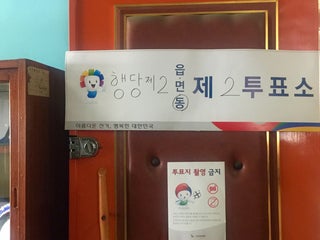 행당제2 읍면동 제2투표소
아름다운 선거, 행복한 대한민국
투표지 촬영 금지